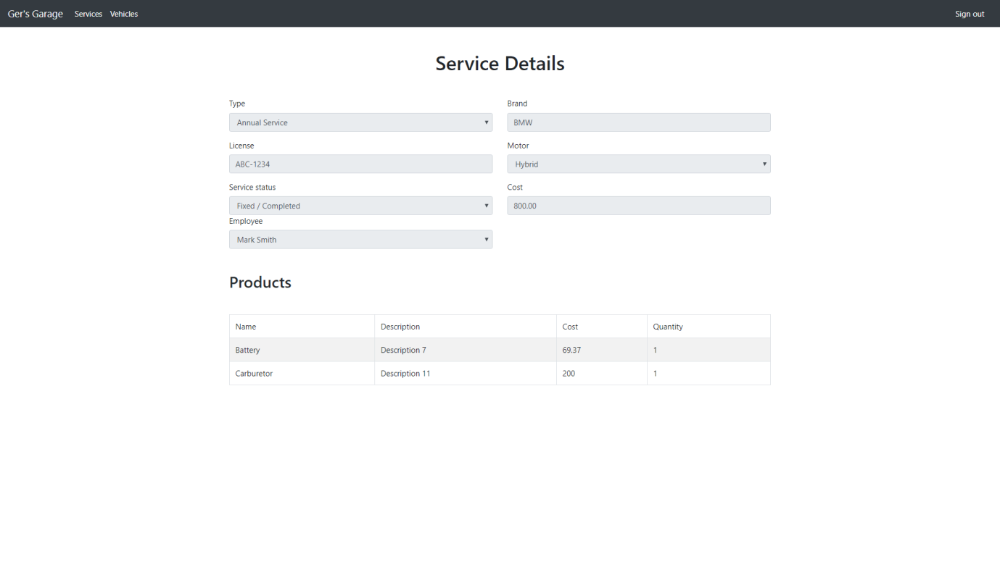 Ger's Garage Services Vehicles Sign out
Service Details
Type Brand
Annual Service BMW
License Motor
ABC-1234 Hybrid
Service status Cost
Fixed / Completed 800.00
Employee
Mark Smith
Products
Name Description Cost Quantity
Battery Description 7 69.37 1
Carburetor Description 11 200 1